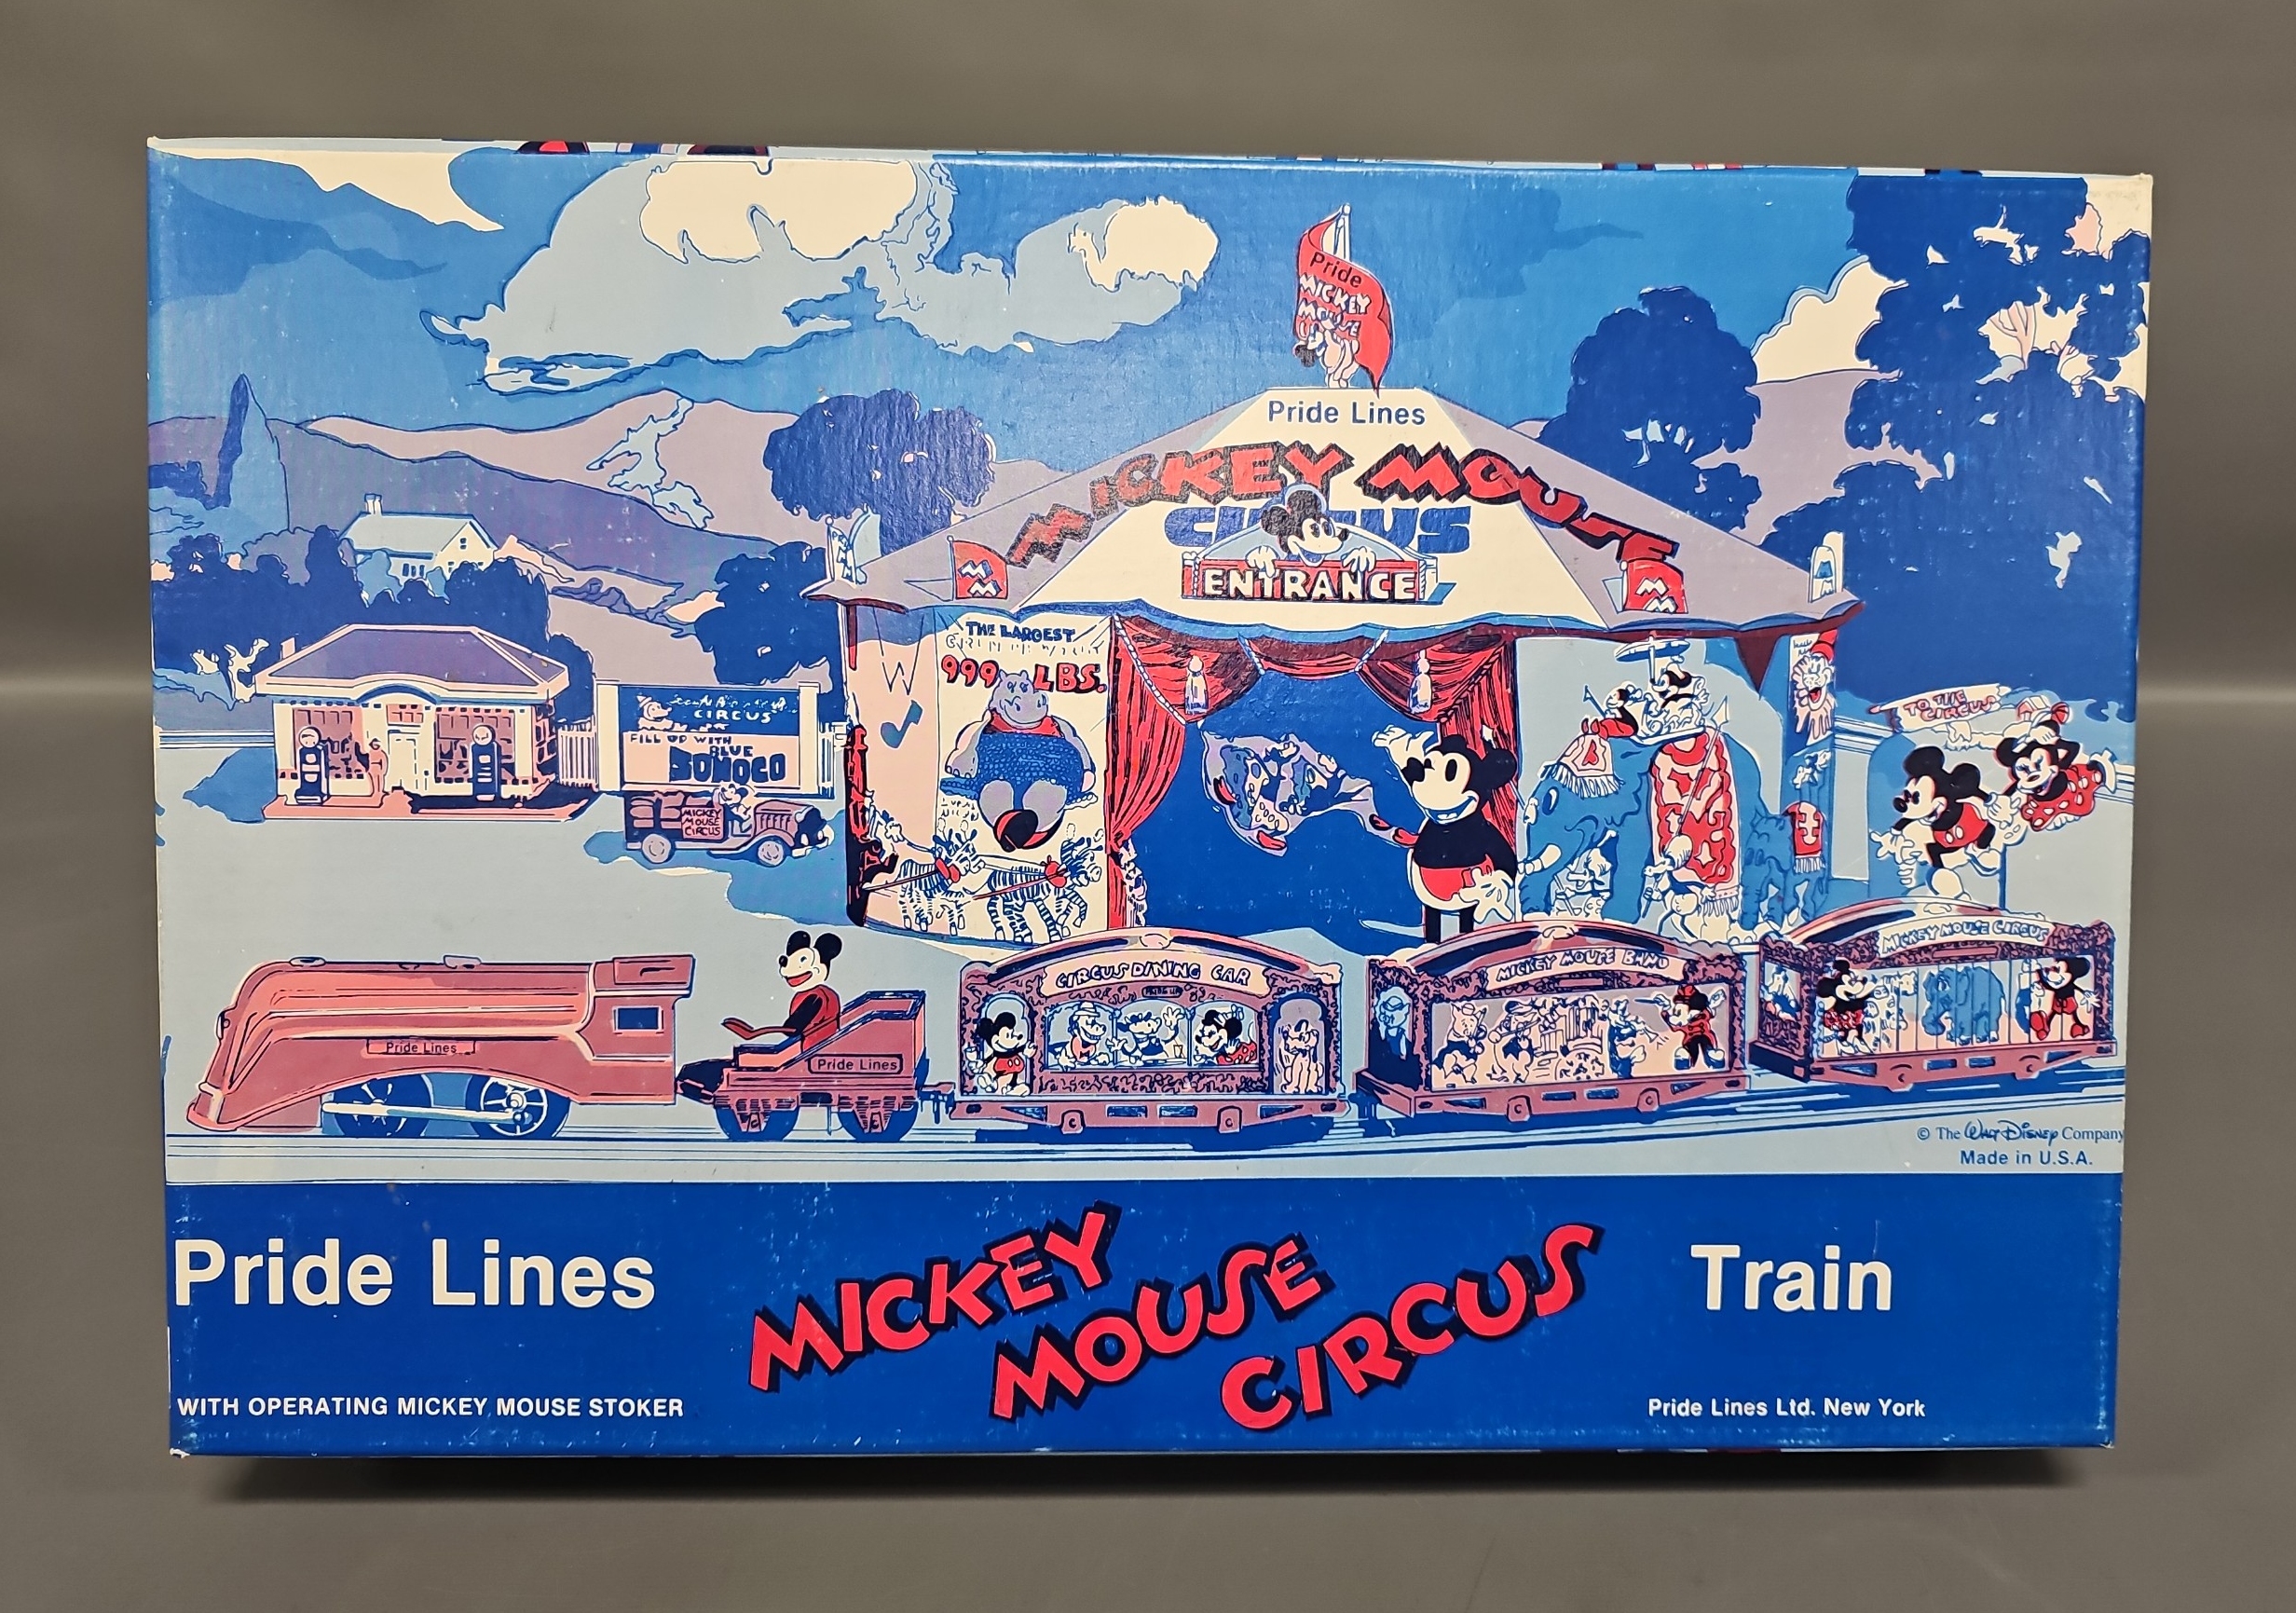 Pride
MICKEY
MOUSE
Pride Lines
MICKEY MOUSE
CIRCUS
ENTRANCE
MM
MM
THE LARGEST
999 LBS.
CIRCUS
FILL UP WITH
BLUE
SUNOCO
MICKEY
MOUSE
CIRCUS
TO THE
CIRCUS
Pride Lines
Pride Lines
CIRCUS DINING CAR
MICKEY MOUSE BAND
MICKEY MOUSE CIRCUS
© The Walt Disney Company
Made in U.S.A.
Pride Lines
MICKEY
MOUSE
CIRCUS
Train
WITH OPERATING MICKEY MOUSE STOKER
Pride Lines Ltd. New York